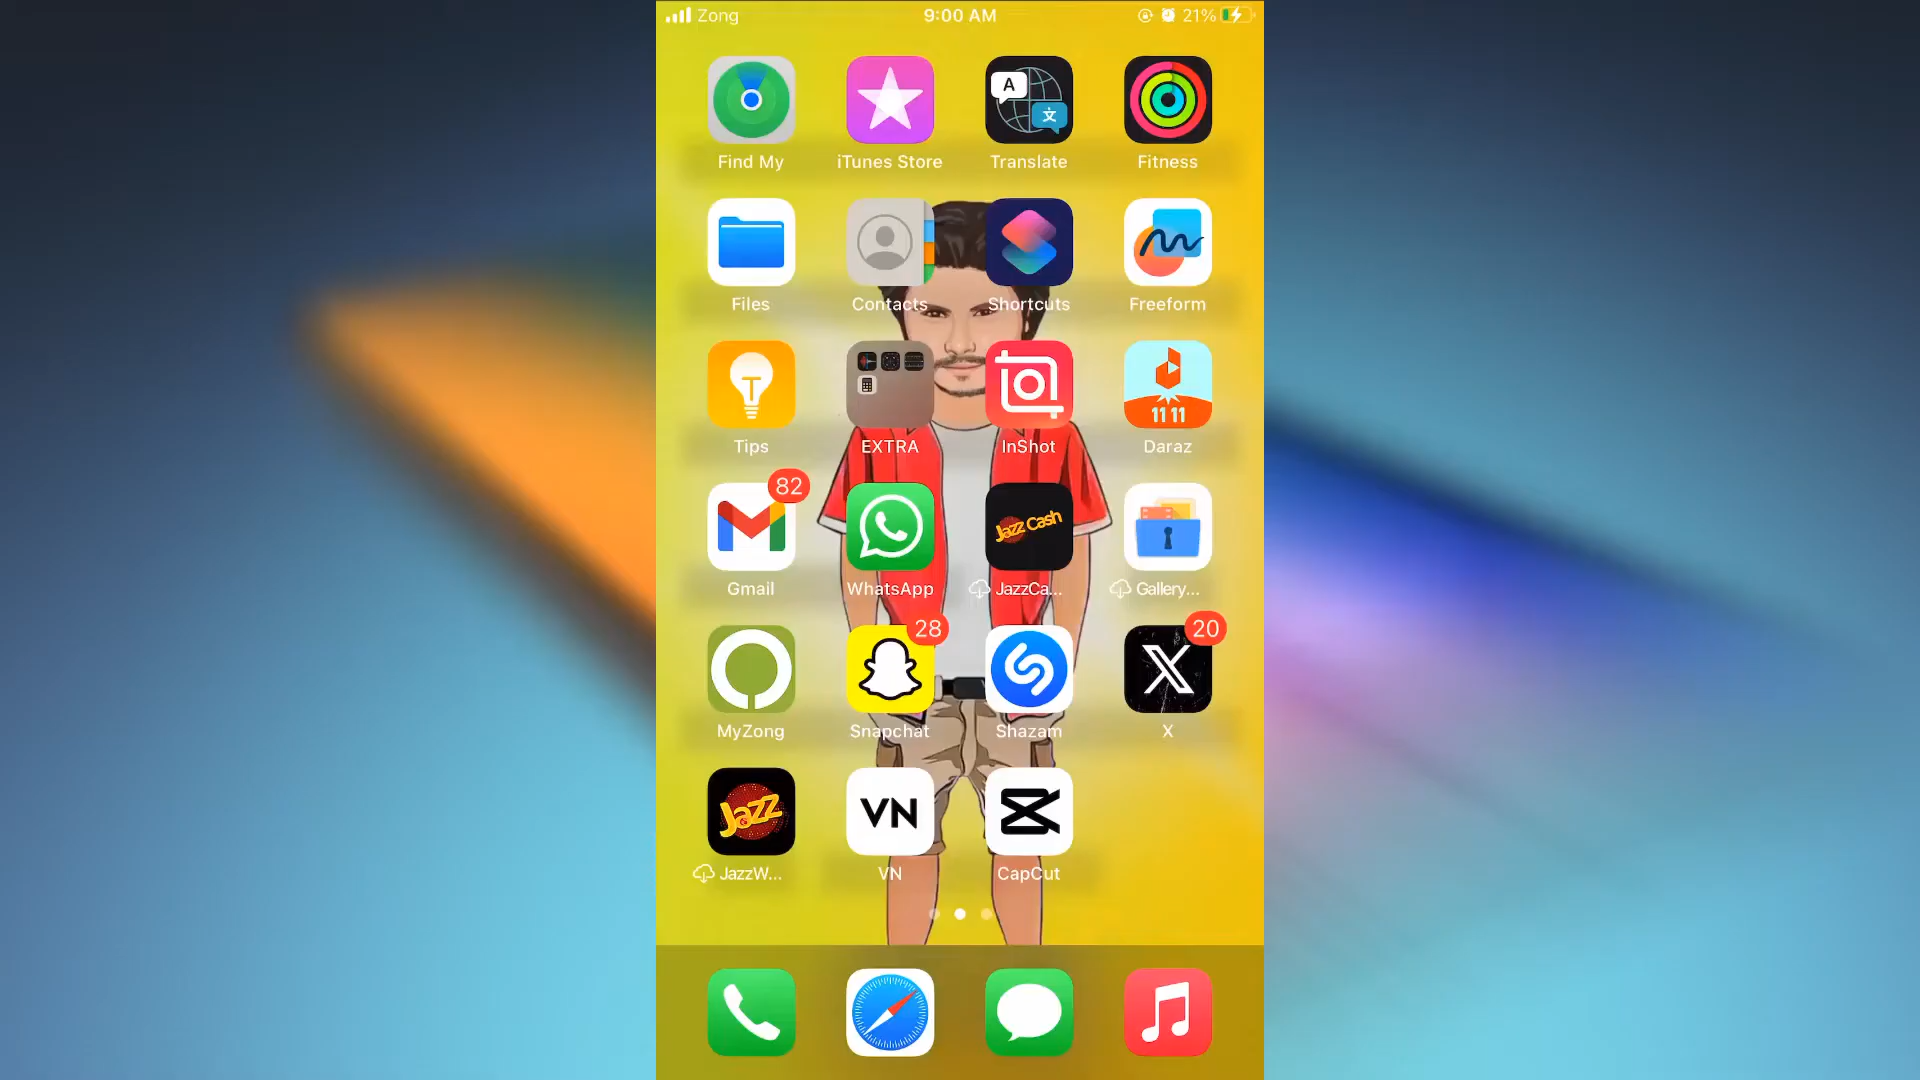 Zong 9:00 AM 21%
A 文
Find My iTunes Store Translate Fitness
Files Contacts Shortcuts Freeform
11 11
Tips EXTRA InShot Daraz
82
Jazz Cash
Gmail WhatsApp JazzCa... Gallery...
28 20
MyZong Snapchat Shazam X
Jazz VN
JazzW... VN CapCut